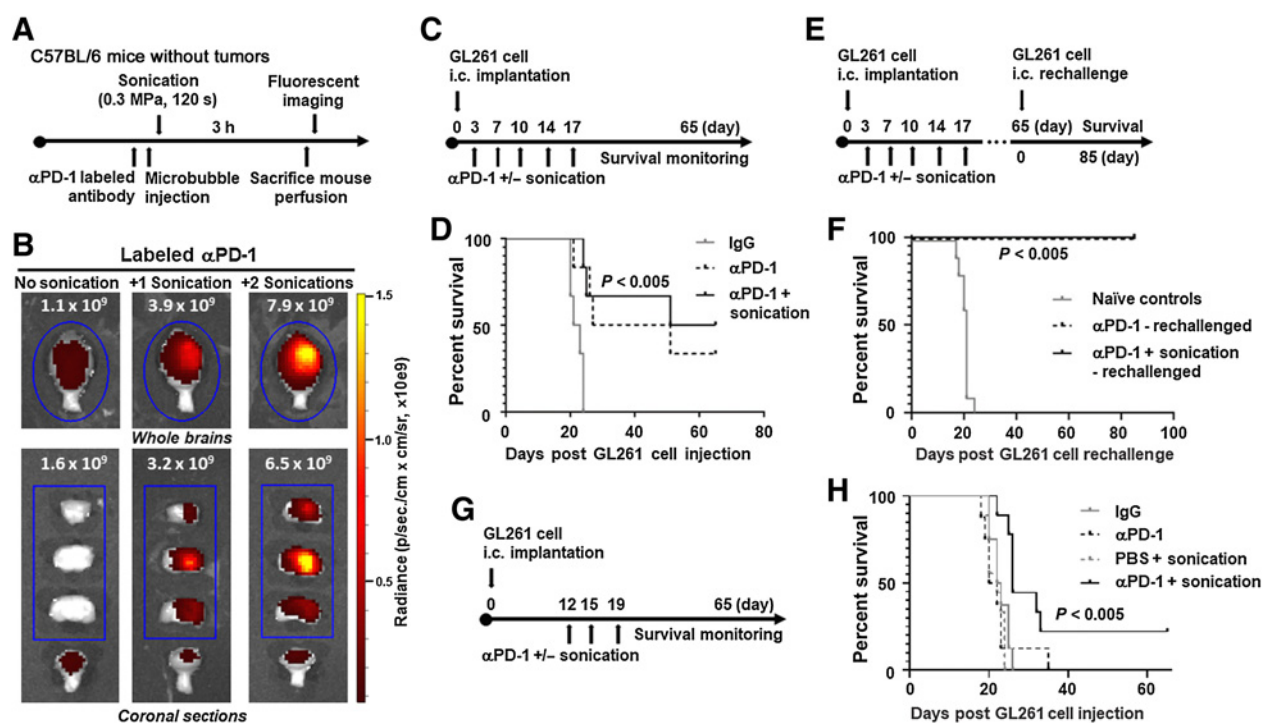 A
C57BL/6 mice without tumors
Sonication
(0.3 MPa, 120 s)
Fluorescent
imaging
3 h
αPD-1 labeled
antibody
Microbubble
injection
Sacrifice mouse
perfusion
B
Labeled αPD-1
No sonication
+1 Sonication
+2 Sonications
1.1 x 10⁹
3.9 x 10⁹
7.9 x 10⁹
Whole brains
1.6 x 10⁹
3.2 x 10⁹
6.5 x 10⁹
Coronal sections
1.5
1.0
0.5
Radiance (p/sec./cm x cm/sr, x10e9)
C
GL261 cell
i.c. implantation
0 3 7 10 14 17 65 (day)
Survival monitoring
αPD-1 +/– sonication
D
100
50
0
Percent survival
0 20 40 60 80
Days post GL261 cell injection
IgG
αPD-1
αPD-1 +
sonication
P < 0.005
E
GL261 cell
i.c. implantation
GL261 cell
i.c. rechallenge
0 3 7 10 14 17 65 (day) Survival
0 85 (day)
αPD-1 +/– sonication
F
100
50
0
Percent survival
0 20 40 60 80 100
Days post GL261 cell rechallenge
P < 0.005
Naïve controls
αPD-1 - rechallenged
αPD-1 + sonication
- rechallenged
G
GL261 cell
i.c. implantation
0 12 15 19 65 (day)
Survival monitoring
αPD-1 +/– sonication
H
100
50
0
Percent survival
0 20 40 60
Days post GL261 cell injection
IgG
αPD-1
PBS + sonication
αPD-1 + sonication
P < 0.005